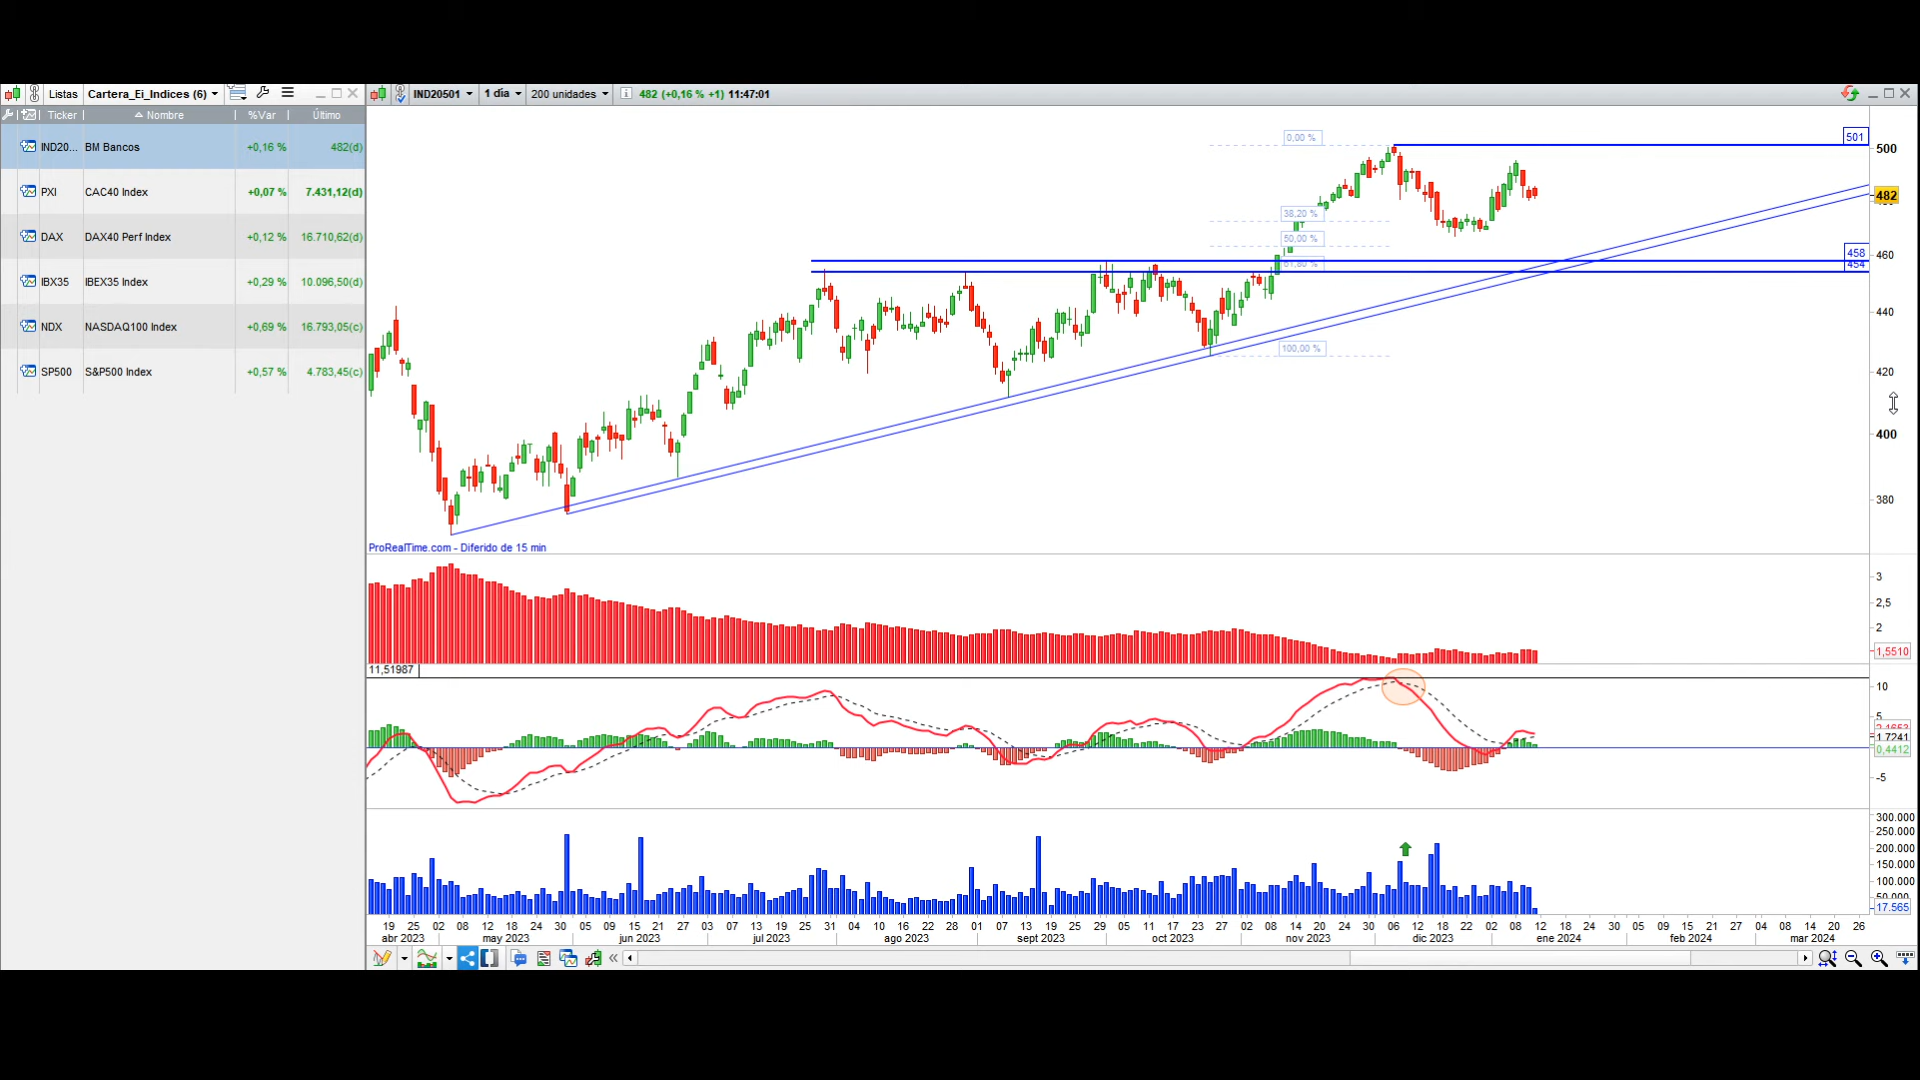 Listas Cartera_Ei_Indices (6)
Ticker Nombre %Var Último
IND20... BM Bancos +0,16 % 482(d)
PXI CAC40 Index +0,07 % 7.431,12(d)
DAX DAX40 Perf Index +0,12 % 16.710,62(d)
IBX35 IBEX35 Index +0,29 % 10.096,50(d)
NDX NASDAQ100 Index +0,69 % 16.793,05(c)
SP500 S&P500 Index +0,57 % 4.783,45(c)
IND20501 1 día 200 unidades 482 (+0,16 % +1) 11:47:01
0,00 %
38,20 %
50,00 %
61,80 %
100,00 %
501
500
482
458
460
454
440
420
400
380
ProRealTime.com - Diferido de 15 min
3
2,5
2
1,5510
11,51987
10
5
1,7241
0,4412
-5
300.000
250.000
200.000
150.000
100.000
50.000
17.565
19 25 02 08 12 18 24 30 05 09 15 21 27 03 07 13 19 25 31 04 10 16 22 28 01 07 13 19 25 29 05 11 17 23 27 02 08 14 20 24 30 06 12 18 22 28 02 08 12 18 24 30 05 09 15 21 27 04 08 14 20 26
abr 2023 may 2023 jun 2023 jul 2023 ago 2023 sept 2023 oct 2023 nov 2023 dic 2023 ene 2024 feb 2024 mar 2024